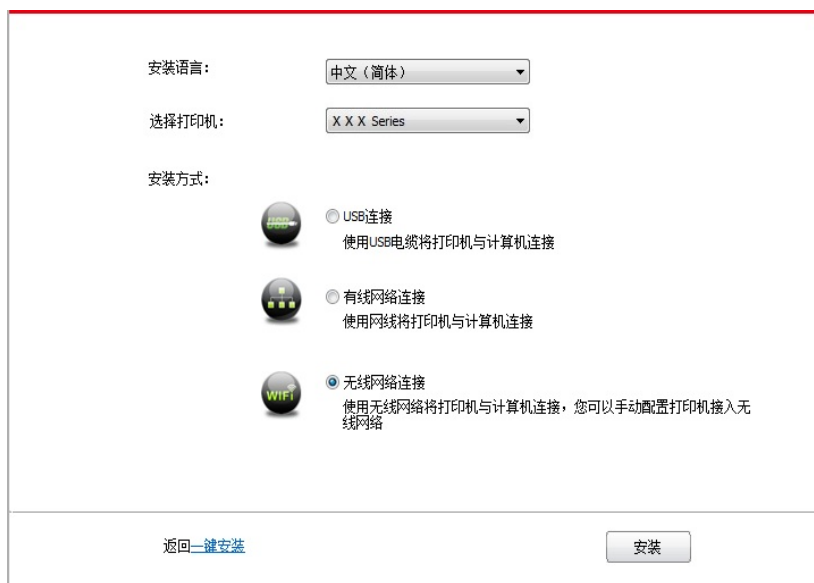 安装语言：
中文（简体）
选择打印机：
X X X Series
安装方式：
USB
USB连接
使用USB电缆将打印机与计算机连接
有线网络连接
使用网线将打印机与计算机连接
WiFi
无线网络连接
使用无线网络将打印机与计算机连接，您可以手动配置打印机接入无
线网络
返回一键安装
安装